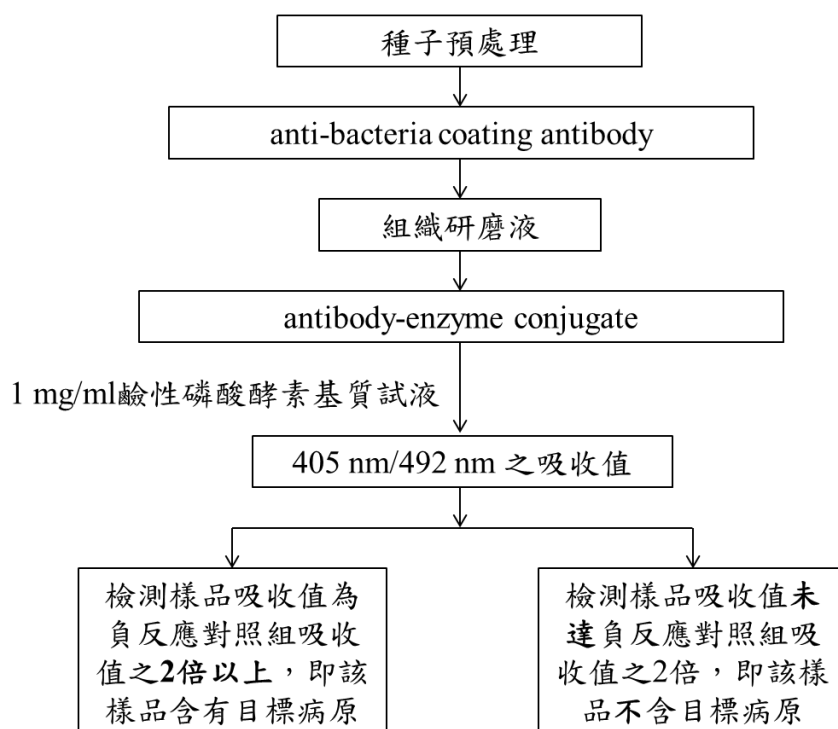 種子預處理
anti-bacteria coating antibody
組織研磨液
antibody-enzyme conjugate
1 mg/ml鹼性磷酸酵素基質試液
405 nm/492 nm 之吸收值
檢測樣品吸收值為
負反應對照組吸收
值之2倍以上，即該
樣品含有目標病原
檢測樣品吸收值未
達負反應對照組吸
收值之2倍，即該樣
品不含目標病原